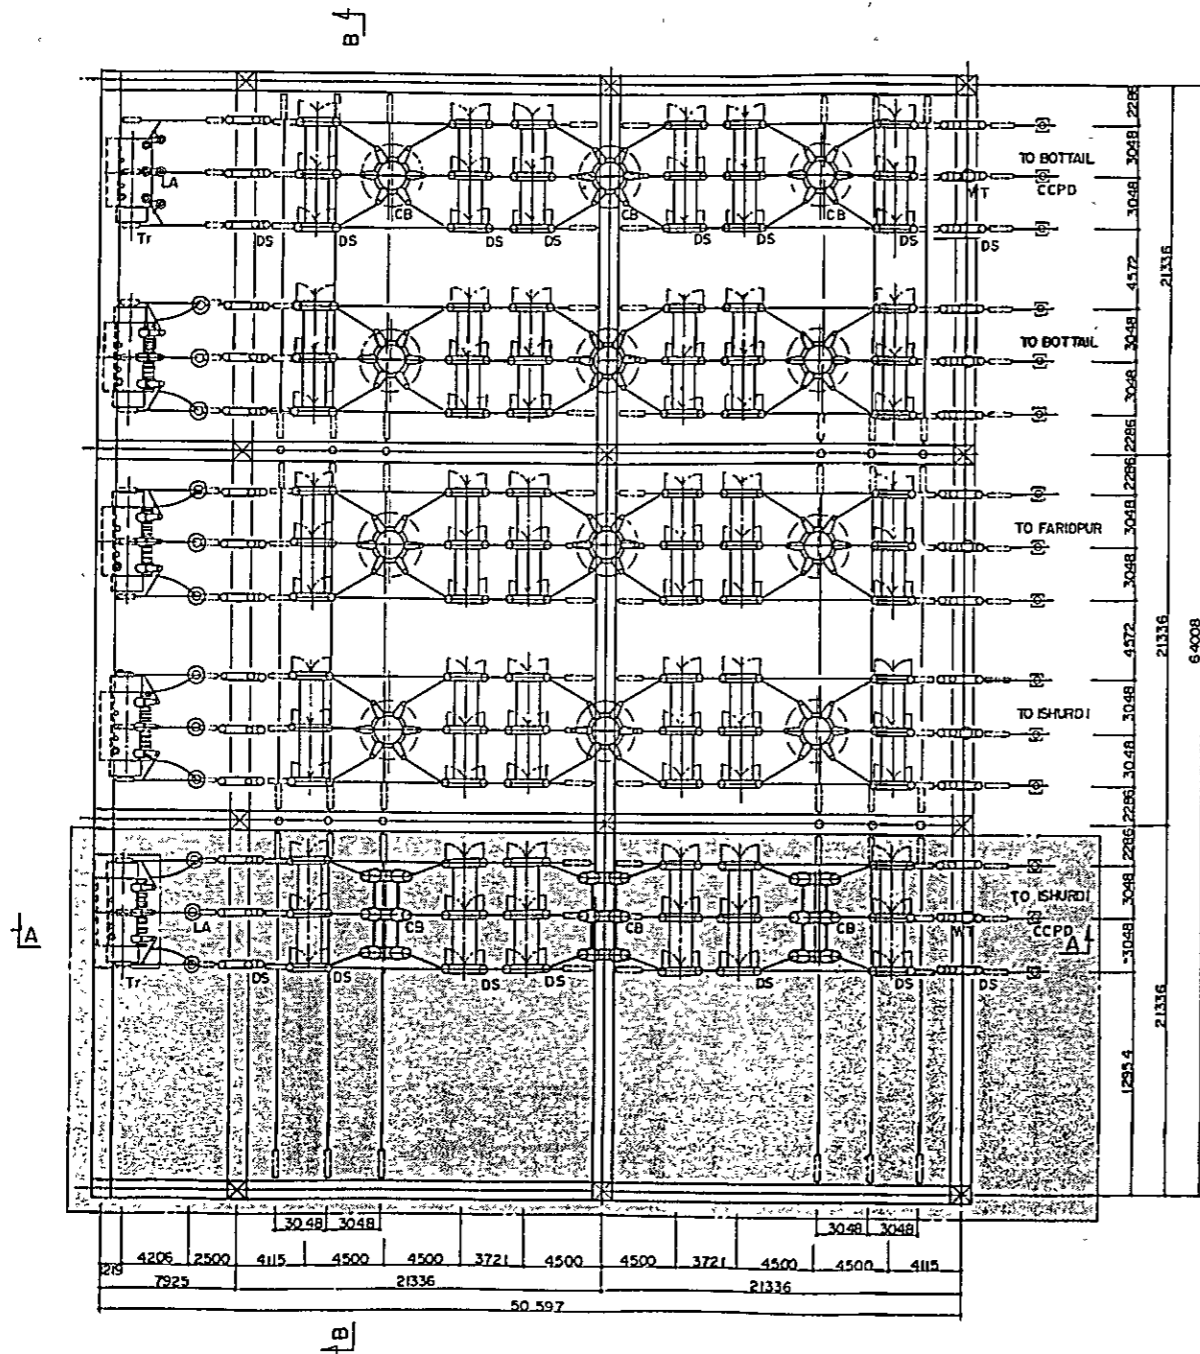 B
2286
3048
TO BOTTAIL
LA
CCPD
3048
CB
CB
CB
Tr
DS
DS
DS
DS
DS
DS
DS
DS
21336
4572
3048
TO BOTTAIL
3048
2286
2286
3048
TO FARIDPUR
3048
4572
21336
64008
3048
TO ISHURDI
3048
2286
2286
3048
TO ISHURDI
A
LA
CB
CB
CB
CCPD
A
3048
Tr
DS
DS
DS
DS
DS
DS
DS
21336
12954
3048 3048
3048 3048
219
4206
2500
4115
4500
4500
3721
4500
4500
3721
4500
4500
4115
7925
21336
21336
50 597
B